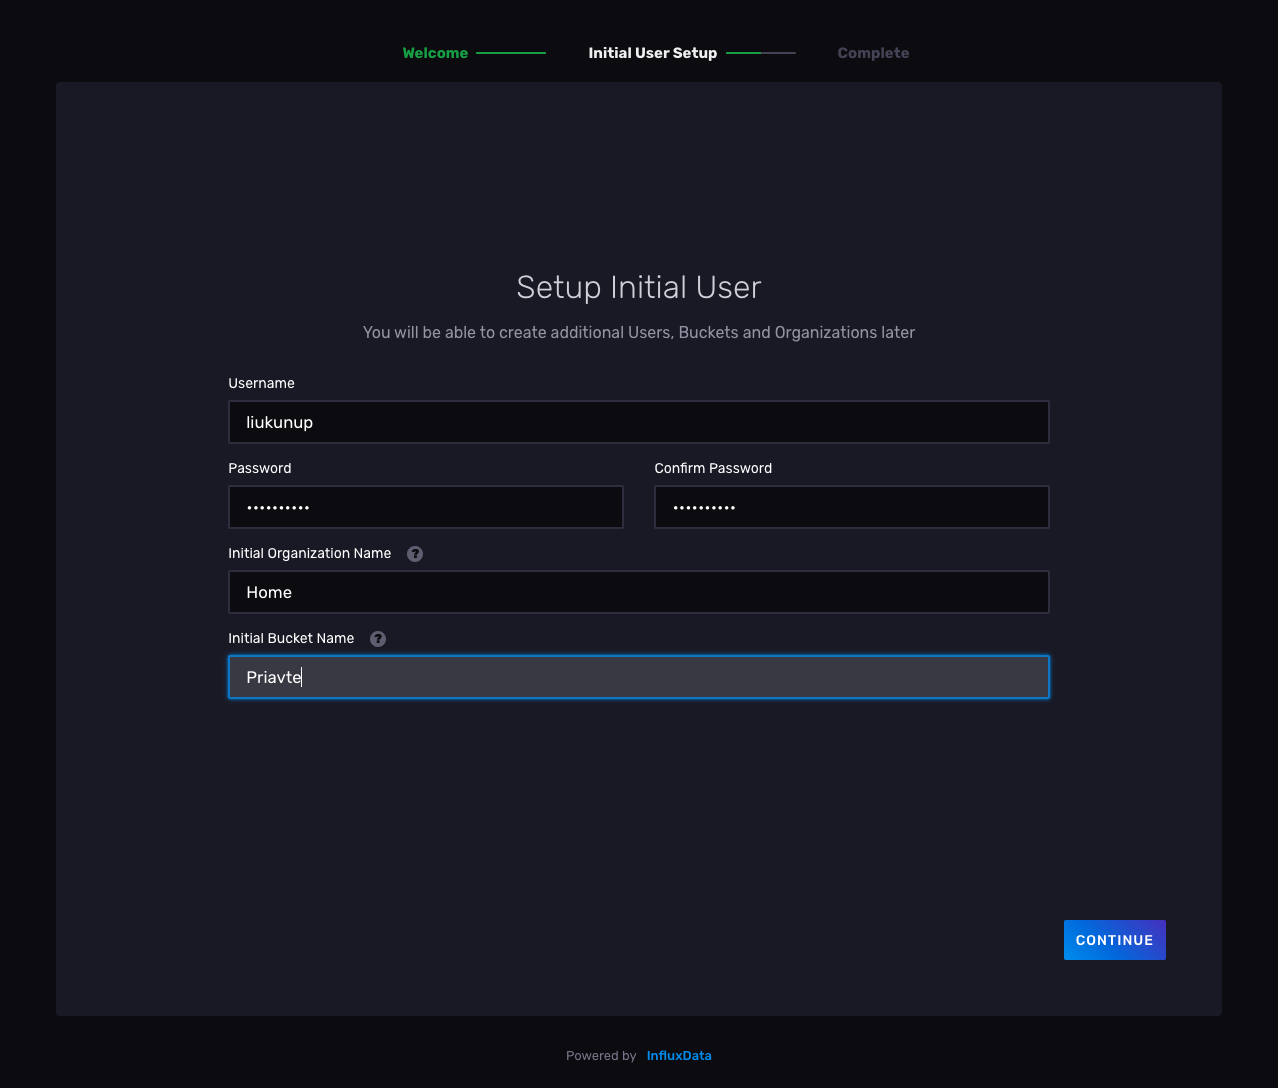 Welcome Initial User Setup Complete
Setup Initial User
You will be able to create additional Users, Buckets and Organizations later
Username
liukunup
Password Confirm Password
•••••••••• ••••••••••
Initial Organization Name ?
Home
Initial Bucket Name ?
Priavte
CONTINUE
Powered by InfluxData